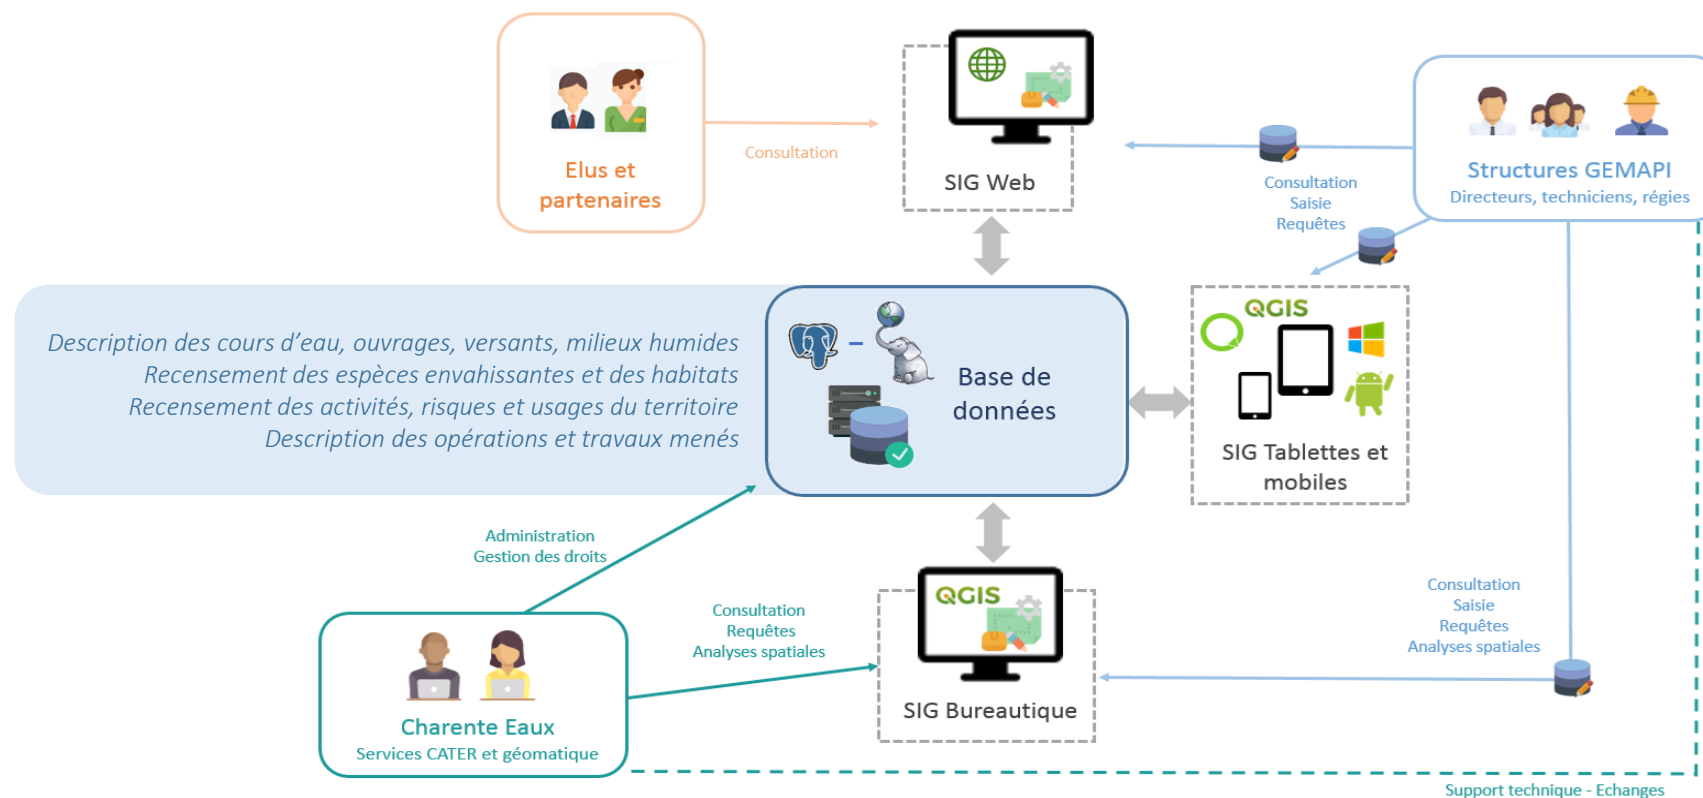 Elus et
partenaires
Consultation
SIG Web
Consultation
Saisie
Requêtes
Structures GEMAPI
Directeurs, techniciens, régies
Description des cours d’eau, ouvrages, versants, milieux humides
Recensement des espèces envahissantes et des habitats
Recensement des activités, risques et usages du territoire
Description des opérations et travaux menés
Base de
données
QGIS
SIG Tablettes et
mobiles
Administration
Gestion des droits
Consultation
Requêtes
Analyses spatiales
QGIS
SIG Bureautique
Consultation
Saisie
Requêtes
Analyses spatiales
Charente Eaux
Services CATER et géomatique
Support technique - Echanges